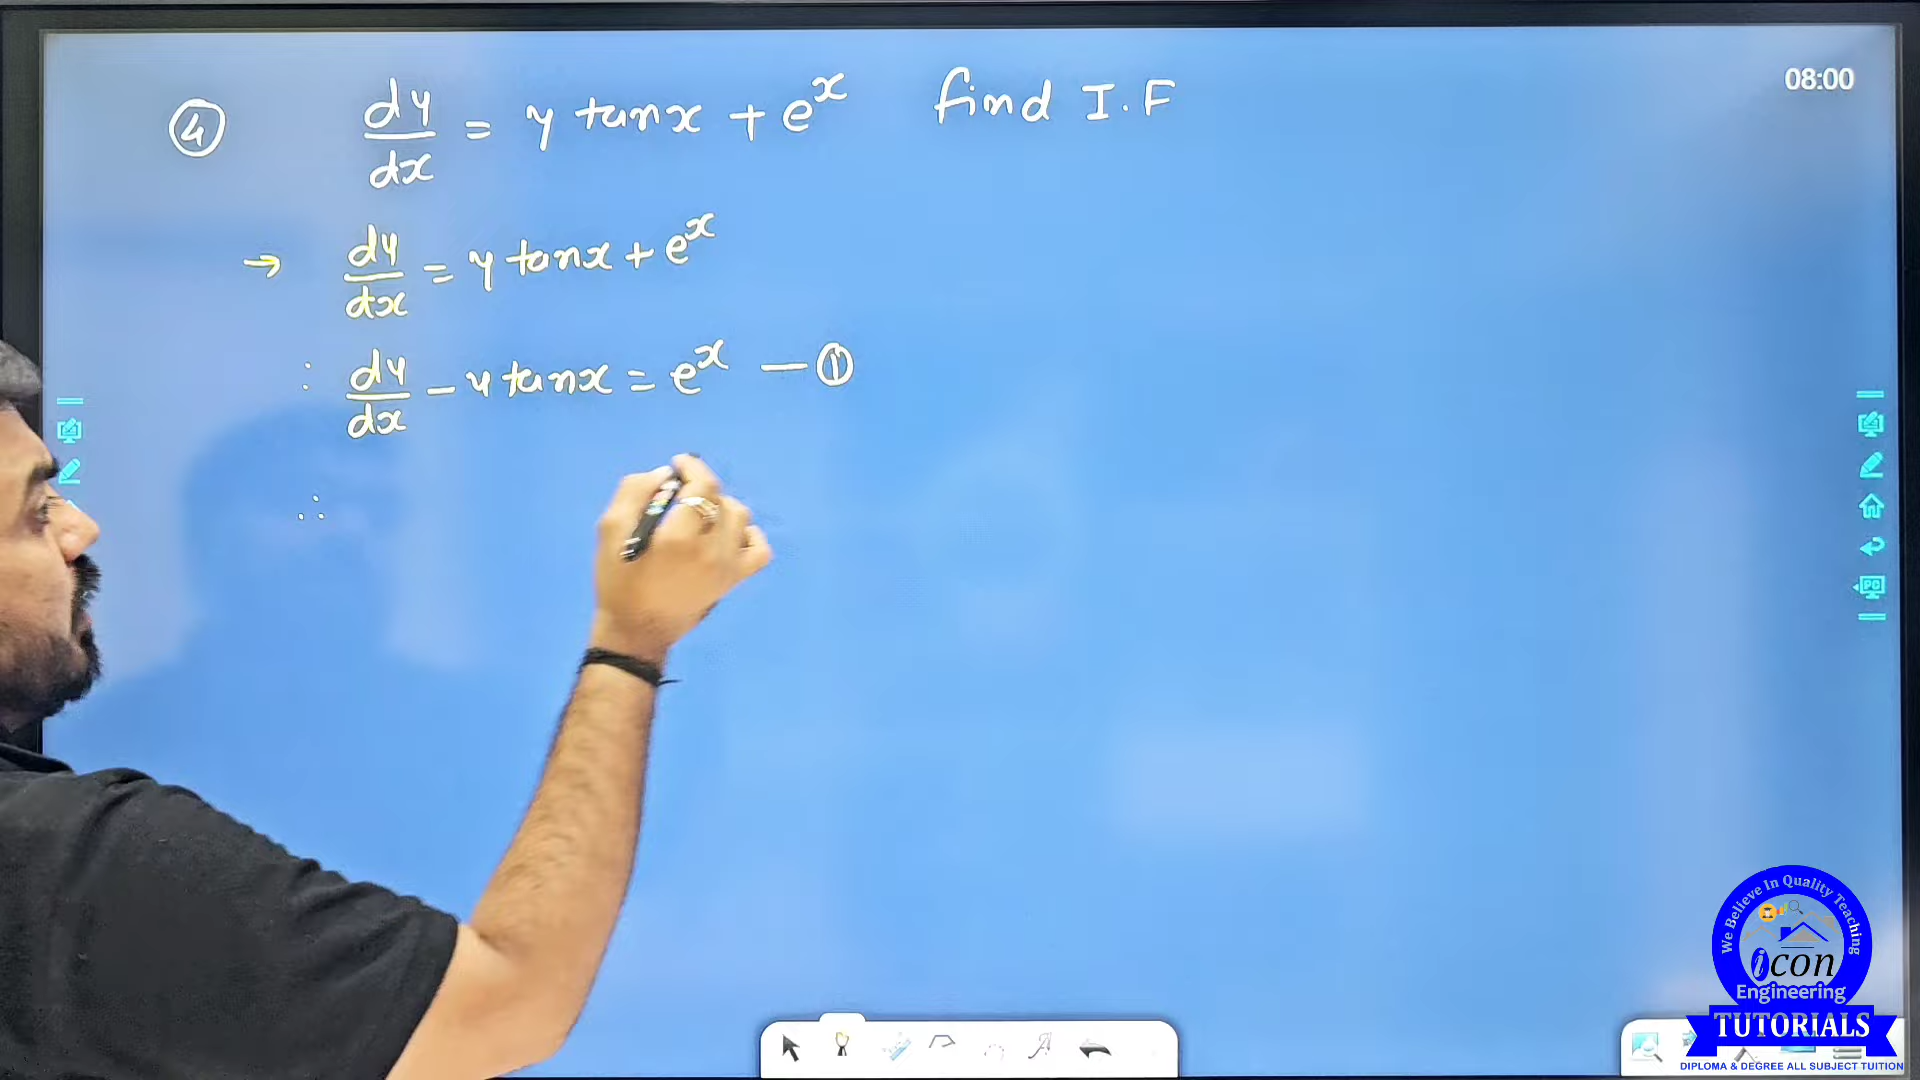 ④ dy/dx = y tanx + e^x find I.F
08:00
→ dy/dx = y tanx + e^x
∴ dy/dx - y tanx = e^x - ①
∴
We Believe In Quality Teaching
icon
Engineering
TUTORIALS
DIPLOMA & DEGREE ALL SUBJECT TUITION